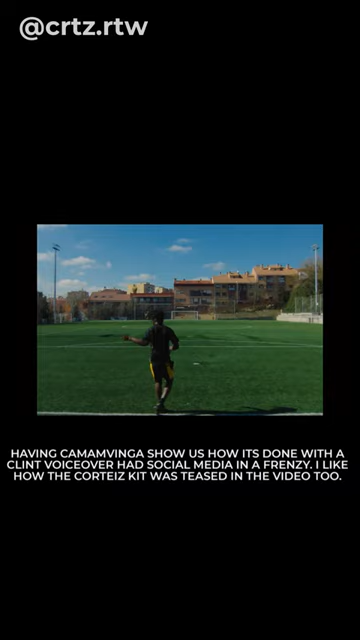 @crtz.rtw
HAVING CAMAMVINGA SHOW US HOW ITS DONE WITH A
CLINT VOICEOVER HAD SOCIAL MEDIA IN A FRENZY. I LIKE
HOW THE CORTEIZ KIT WAS TEASED IN THE VIDEO TOO.